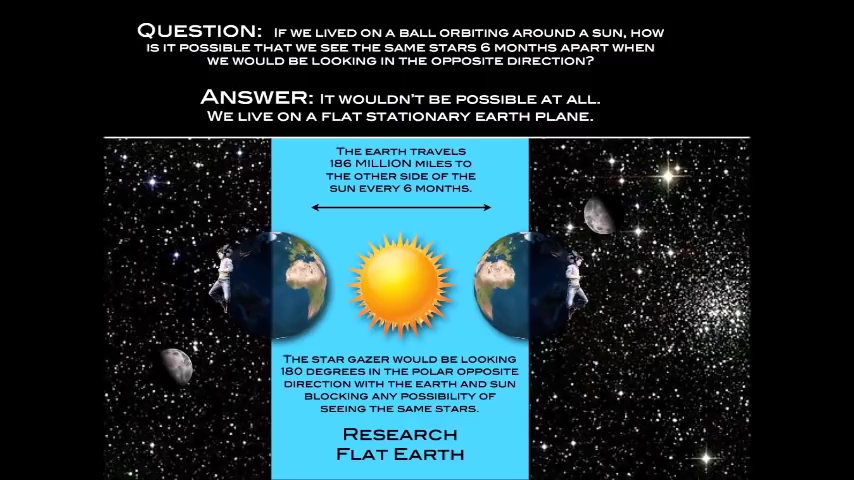 QUESTION: IF WE LIVED ON A BALL ORBITING AROUND A SUN, HOW
IS IT POSSIBLE THAT WE SEE THE SAME STARS 6 MONTHS APART WHEN
WE WOULD BE LOOKING IN THE OPPOSITE DIRECTION?
ANSWER: IT WOULDN'T BE POSSIBLE AT ALL.
WE LIVE ON A FLAT STATIONARY EARTH PLANE.
THE EARTH TRAVELS
186 MILLION MILES TO
THE OTHER SIDE OF THE
SUN EVERY 6 MONTHS.
THE STAR GAZER WOULD BE LOOKING
180 DEGREES IN THE POLAR OPPOSITE
DIRECTION WITH THE EARTH AND SUN
BLOCKING ANY POSSIBILITY OF
SEEING THE SAME STARS.
RESEARCH
FLAT EARTH